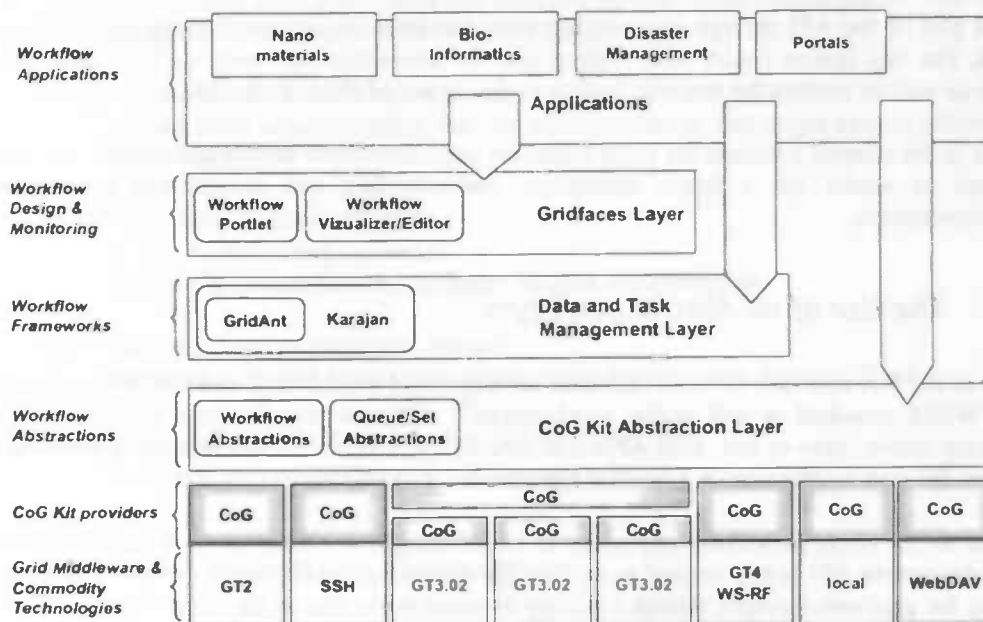 Workflow
Applications
Nano
materials
Bio-
Informatics
Disaster
Management
Portals
Applications
Workflow
Design &
Monitoring
Workflow
Portlet
Workflow
Vizualizer/Editor
Gridfaces Layer
Workflow
Frameworks
GridAnt
Karajan
Data and Task
Management Layer
Workflow
Abstractions
Workflow
Abstractions
Queue/Set
Abstractions
CoG Kit Abstraction Layer
CoG Kit providers
CoG
CoG
CoG
CoG
CoG
CoG
CoG
CoG
CoG
Grid Middleware &
Commodity
Technologies
GT2
SSH
GT3.02
GT3.02
GT3.02
GT4
WS-RF
local
WebDAV